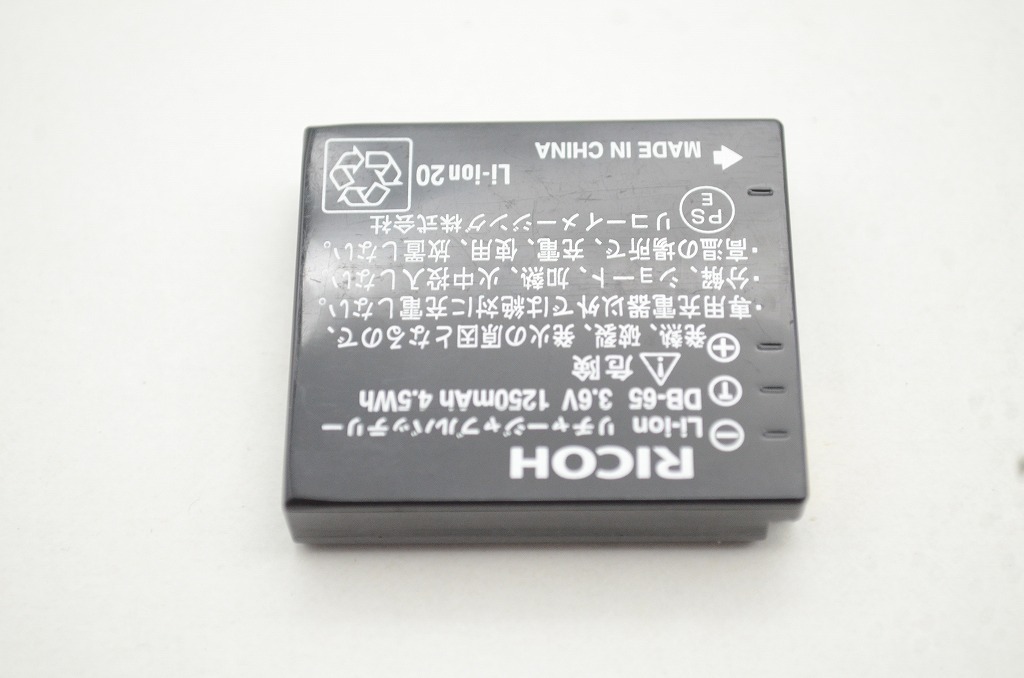 RICOH
Li-ion リチャージャブルバッテリー
DB-65 3.6V 1250mAh 4.5Wh
危険
発熱、破裂、発火の原因となるので、
・専用充電器以外では絶対に充電しない。
・分解、ショート、加熱、火中投入しない。
・高温の場所で、充電、使用、放置しない。
リコーイメージング株式会社
PS
E
Li-ion 20
MADE IN CHINA
T